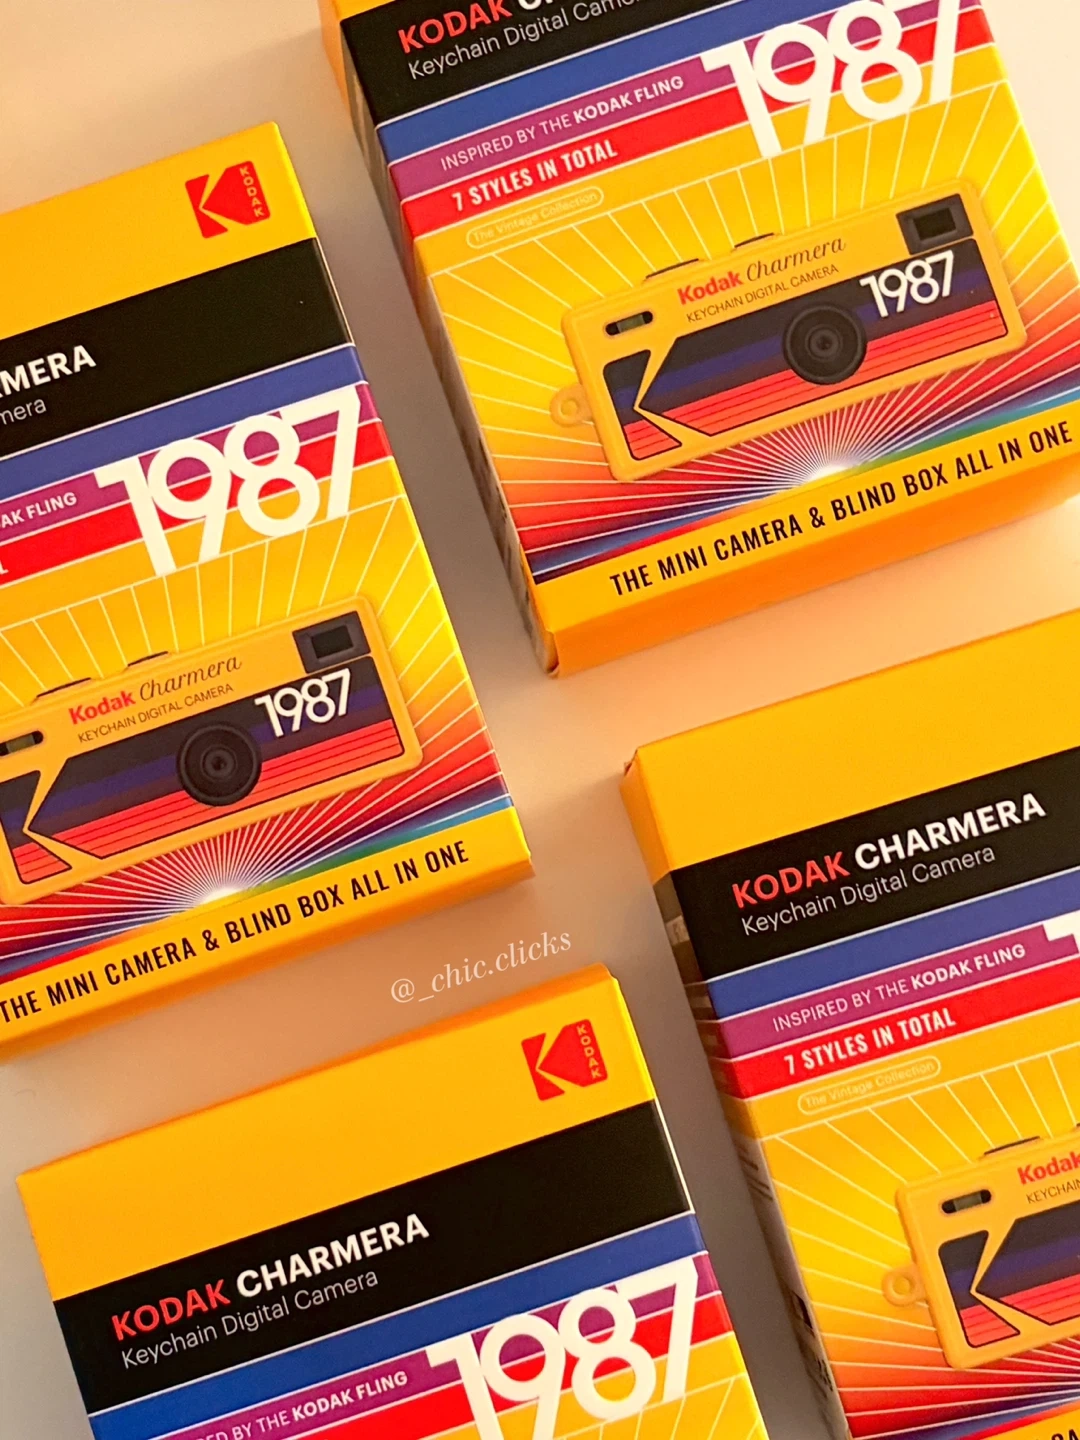 KODAK
Keychain Digital Came
1987
INSPIRED BY THE KODAK FLING
7 STYLES IN TOTAL
The Vintage Collection
Kodak Charmera
KEYCHAIN DIGITAL CAMERA
1987
THE MINI CAMERA & BLIND BOX ALL IN ONE
KODAK
MERA
mera
1987
AK FLING
Kodak Charmera
KEYCHAIN DIGITAL CAMERA
1987
THE MINI CAMERA & BLIND BOX ALL IN ONE
@_chic.clicks
KODAK CHARMERA
Keychain Digital Camera
INSPIRED BY THE KODAK FLING
7 STYLES IN TOTAL
The Vintage Collection
Kodak
KEYCHAIN
KODAK
KODAK CHARMERA
Keychain Digital Camera
1987
ED BY THE KODAK FLING